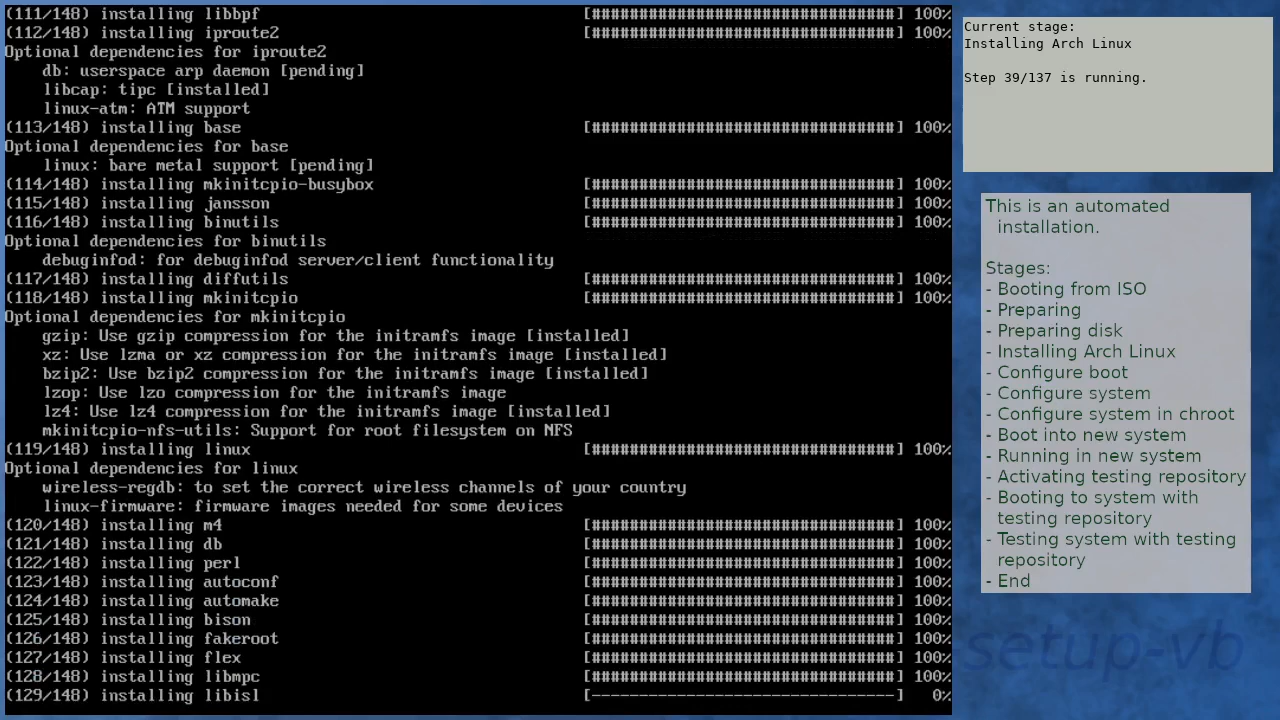 (111/148) installing libbpf [################################] 100%
(112/148) installing iproute2 [################################] 100%
Optional dependencies for iproute2
db: userspace arp daemon [pending]
libcap: tipc [installed]
linux-atm: ATM support
(113/148) installing base [################################] 100%
Optional dependencies for base
linux: bare metal support [pending]
(114/148) installing mkinitcpio-busybox [################################] 100%
(115/148) installing jansson [################################] 100%
(116/148) installing binutils [################################] 100%
Optional dependencies for binutils
debuginfod: for debuginfod server/client functionality
(117/148) installing diffutils [################################] 100%
(118/148) installing mkinitcpio [################################] 100%
Optional dependencies for mkinitcpio
gzip: Use gzip compression for the initramfs image [installed]
xz: Use lzma or xz compression for the initramfs image [installed]
bzip2: Use bzip2 compression for the initramfs image [installed]
lzop: Use lzo compression for the initramfs image
lz4: Use lz4 compression for the initramfs image [installed]
mkinitcpio-nfs-utils: Support for root filesystem on NFS
(119/148) installing linux [################################] 100%
Optional dependencies for linux
wireless-regdb: to set the correct wireless channels of your country
linux-firmware: firmware images needed for some devices
(120/148) installing m4 [################################] 100%
(121/148) installing db [################################] 100%
(122/148) installing perl [################################] 100%
(123/148) installing autoconf [################################] 100%
(124/148) installing automake [################################] 100%
(125/148) installing bison [################################] 100%
(126/148) installing fakeroot [################################] 100%
(127/148) installing flex [################################] 100%
(128/148) installing libmpc [################################] 100%
(129/148) installing libisl [--------------------------------] 0%
Current stage:
Installing Arch Linux
Step 39/137 is running.
This is an automated
installation.
Stages:
- Booting from ISO
- Preparing
- Preparing disk
- Installing Arch Linux
- Configure boot
- Configure system
- Configure system in chroot
- Boot into new system
- Running in new system
- Activating testing repository
- Booting to system with
testing repository
- Testing system with testing
repository
- End
setup-vb